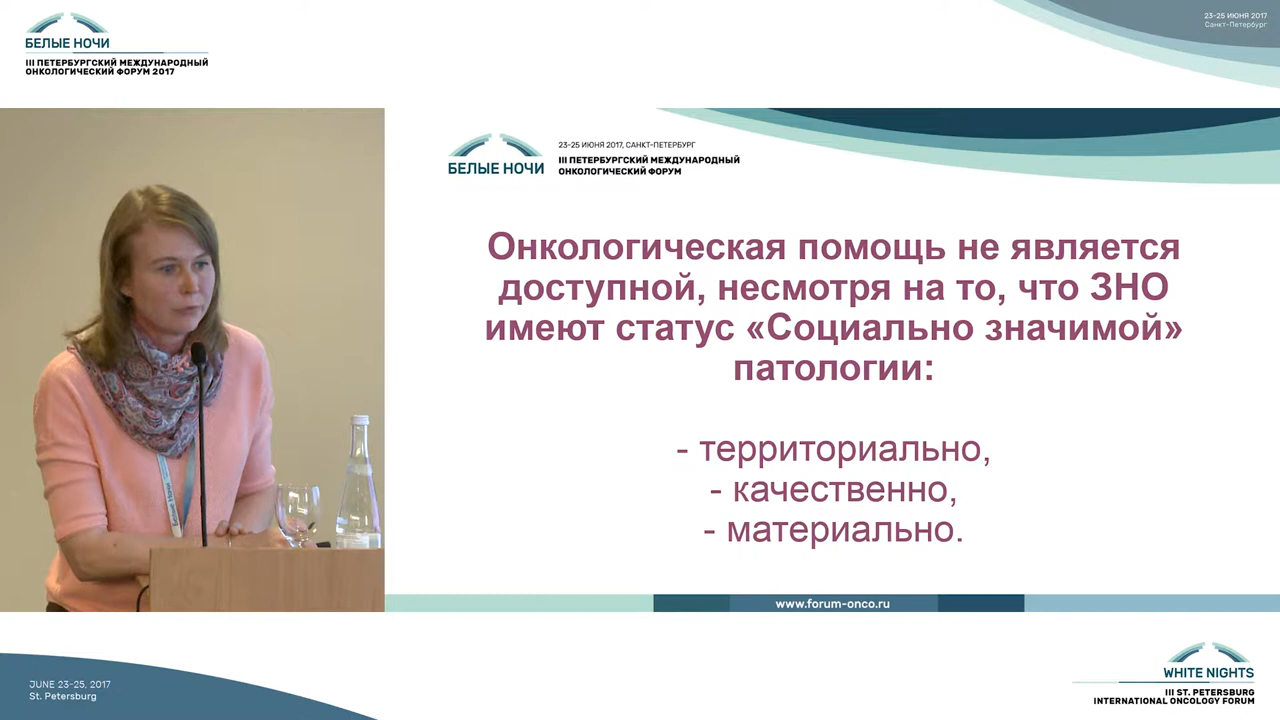 БЕЛЫЕ НОЧИ
III ПЕТЕРБУРГСКИЙ МЕЖДУНАРОДНЫЙ
ОНКОЛОГИЧЕСКИЙ ФОРУМ 2017
23-25 ИЮНЯ 2017
Санкт-Петербург
БЕЛЫЕ НОЧИ
23-25 ИЮНЯ 2017, САНКТ-ПЕТЕРБУРГ
III ПЕТЕРБУРГСКИЙ МЕЖДУНАРОДНЫЙ
ОНКОЛОГИЧЕСКИЙ ФОРУМ
Онкологическая помощь не является
доступной, несмотря на то, что ЗНО
имеют статус «Социально значимой»
патологии:
- территориально,
- качественно,
- материально.
Белые Ночи
www.forum-onco.ru
JUNE 23-25, 2017
St. Petersburg
WHITE NIGHTS
III ST. PETERSBURG
INTERNATIONAL ONCOLOGY FORUM